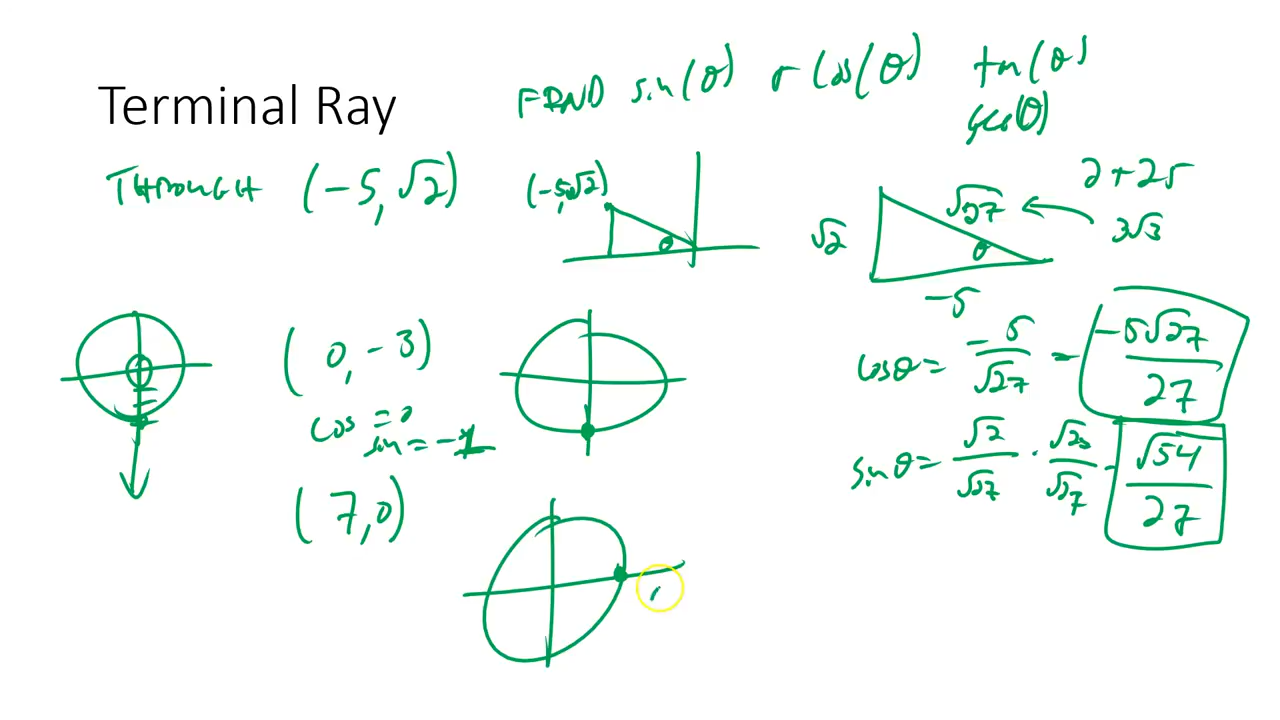 Terminal Ray
FIND sin(θ) or cos(θ) tan(θ)
sec(θ)
THROUGH (-5, √2)
(-5, √2)
θ
√2
√27
θ
-5
2+25
3√3
(0, -3)
cos = 0
sin = -1
(7, 0)
cosθ = -5/√27 = -5√27/27
sinθ = √2/√27 · √27/√27 = √54/27